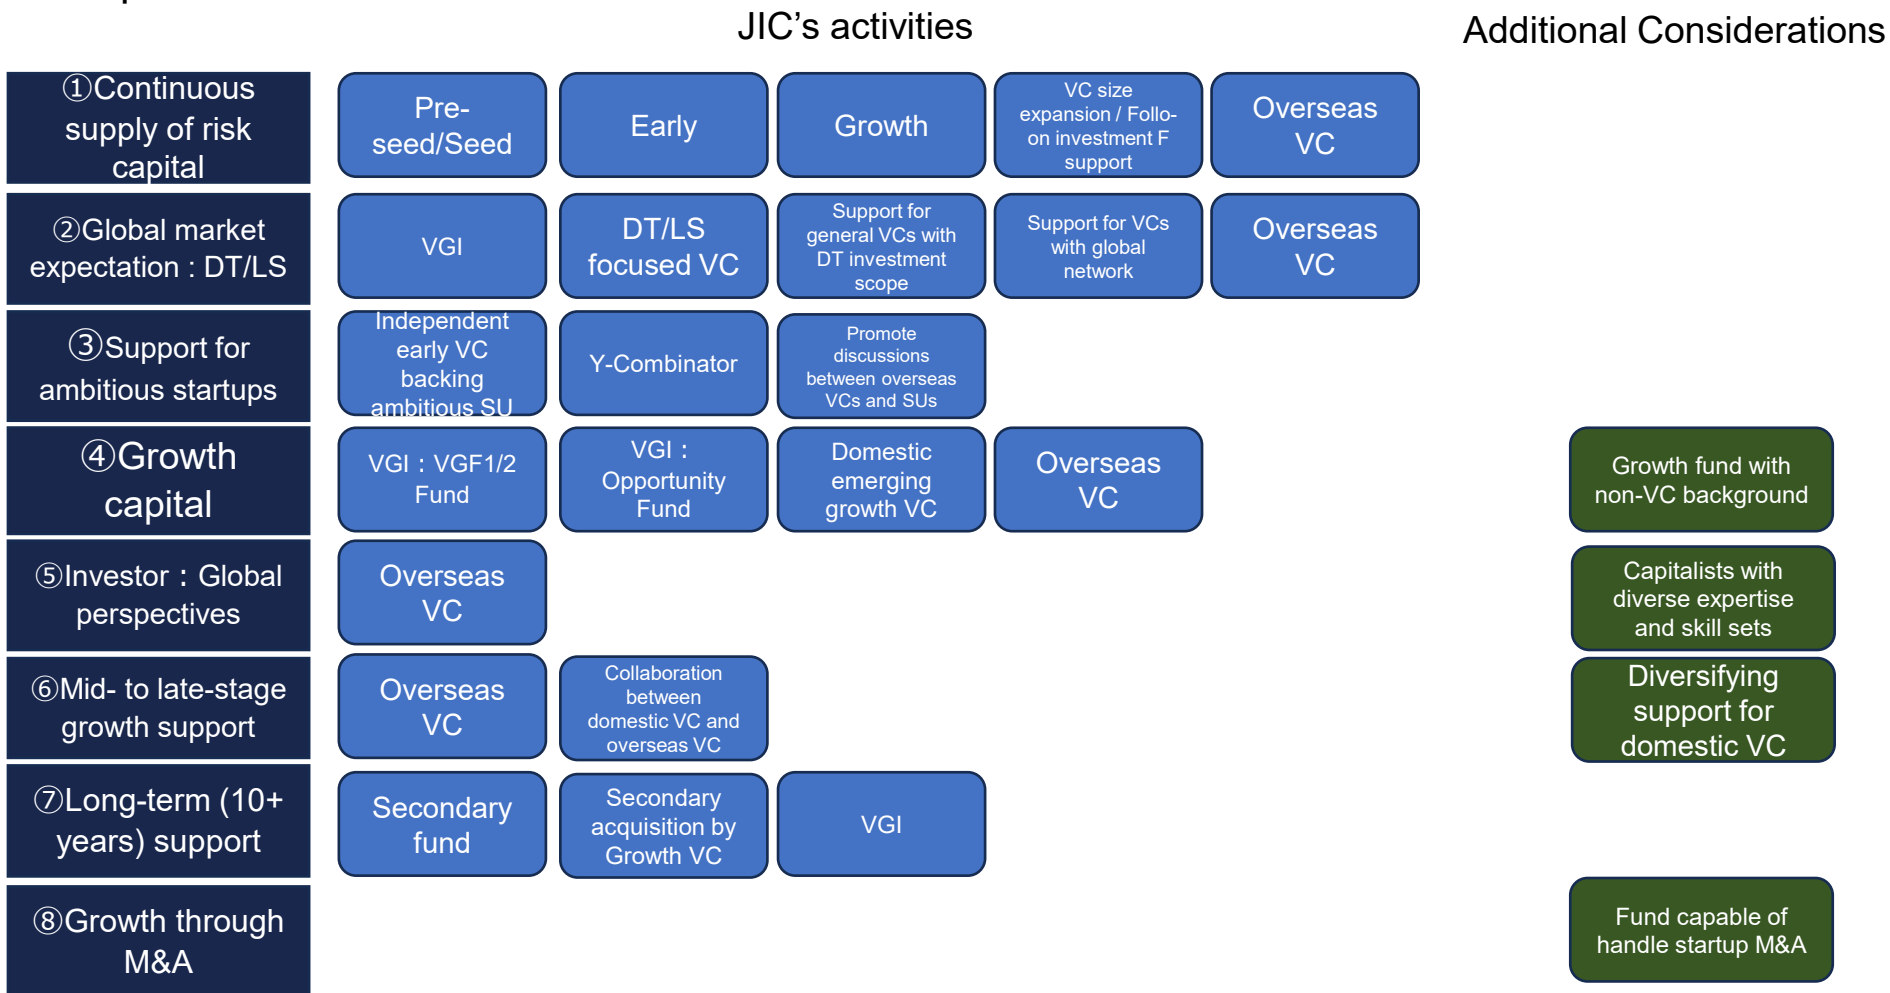 JIC's activities
Additional Considerations
①Continuous
supply of risk
capital
Pre-
seed/Seed
Early
Growth
VC size
expansion / Follo-
on investment F
support
Overseas
VC
②Global market
expectation : DT/LS
VGI
DT/LS
focused VC
Support for
general VCs with
DT investment
scope
Support for VCs
with global
network
Overseas
VC
③Support for
ambitious startups
Independent
early VC
backing
ambitious SU
Y-Combinator
Promote
discussions
between overseas
VCs and SUs
④Growth
capital
VGI：VGF1/2
Fund
VGI：
Opportunity
Fund
Domestic
emerging
growth VC
Overseas
VC
Growth fund with
non-VC background
⑤Investor：Global
perspectives
Overseas
VC
Capitalists with
diverse expertise
and skill sets
⑥Mid- to late-stage
growth support
Overseas
VC
Collaboration
between
domestic VC and
overseas VC
Diversifying
support for
domestic VC
⑦Long-term (10+
years) support
Secondary
fund
Secondary
acquisition by
Growth VC
VGI
⑧Growth through
M&A
Fund capable of
handle startup M&A